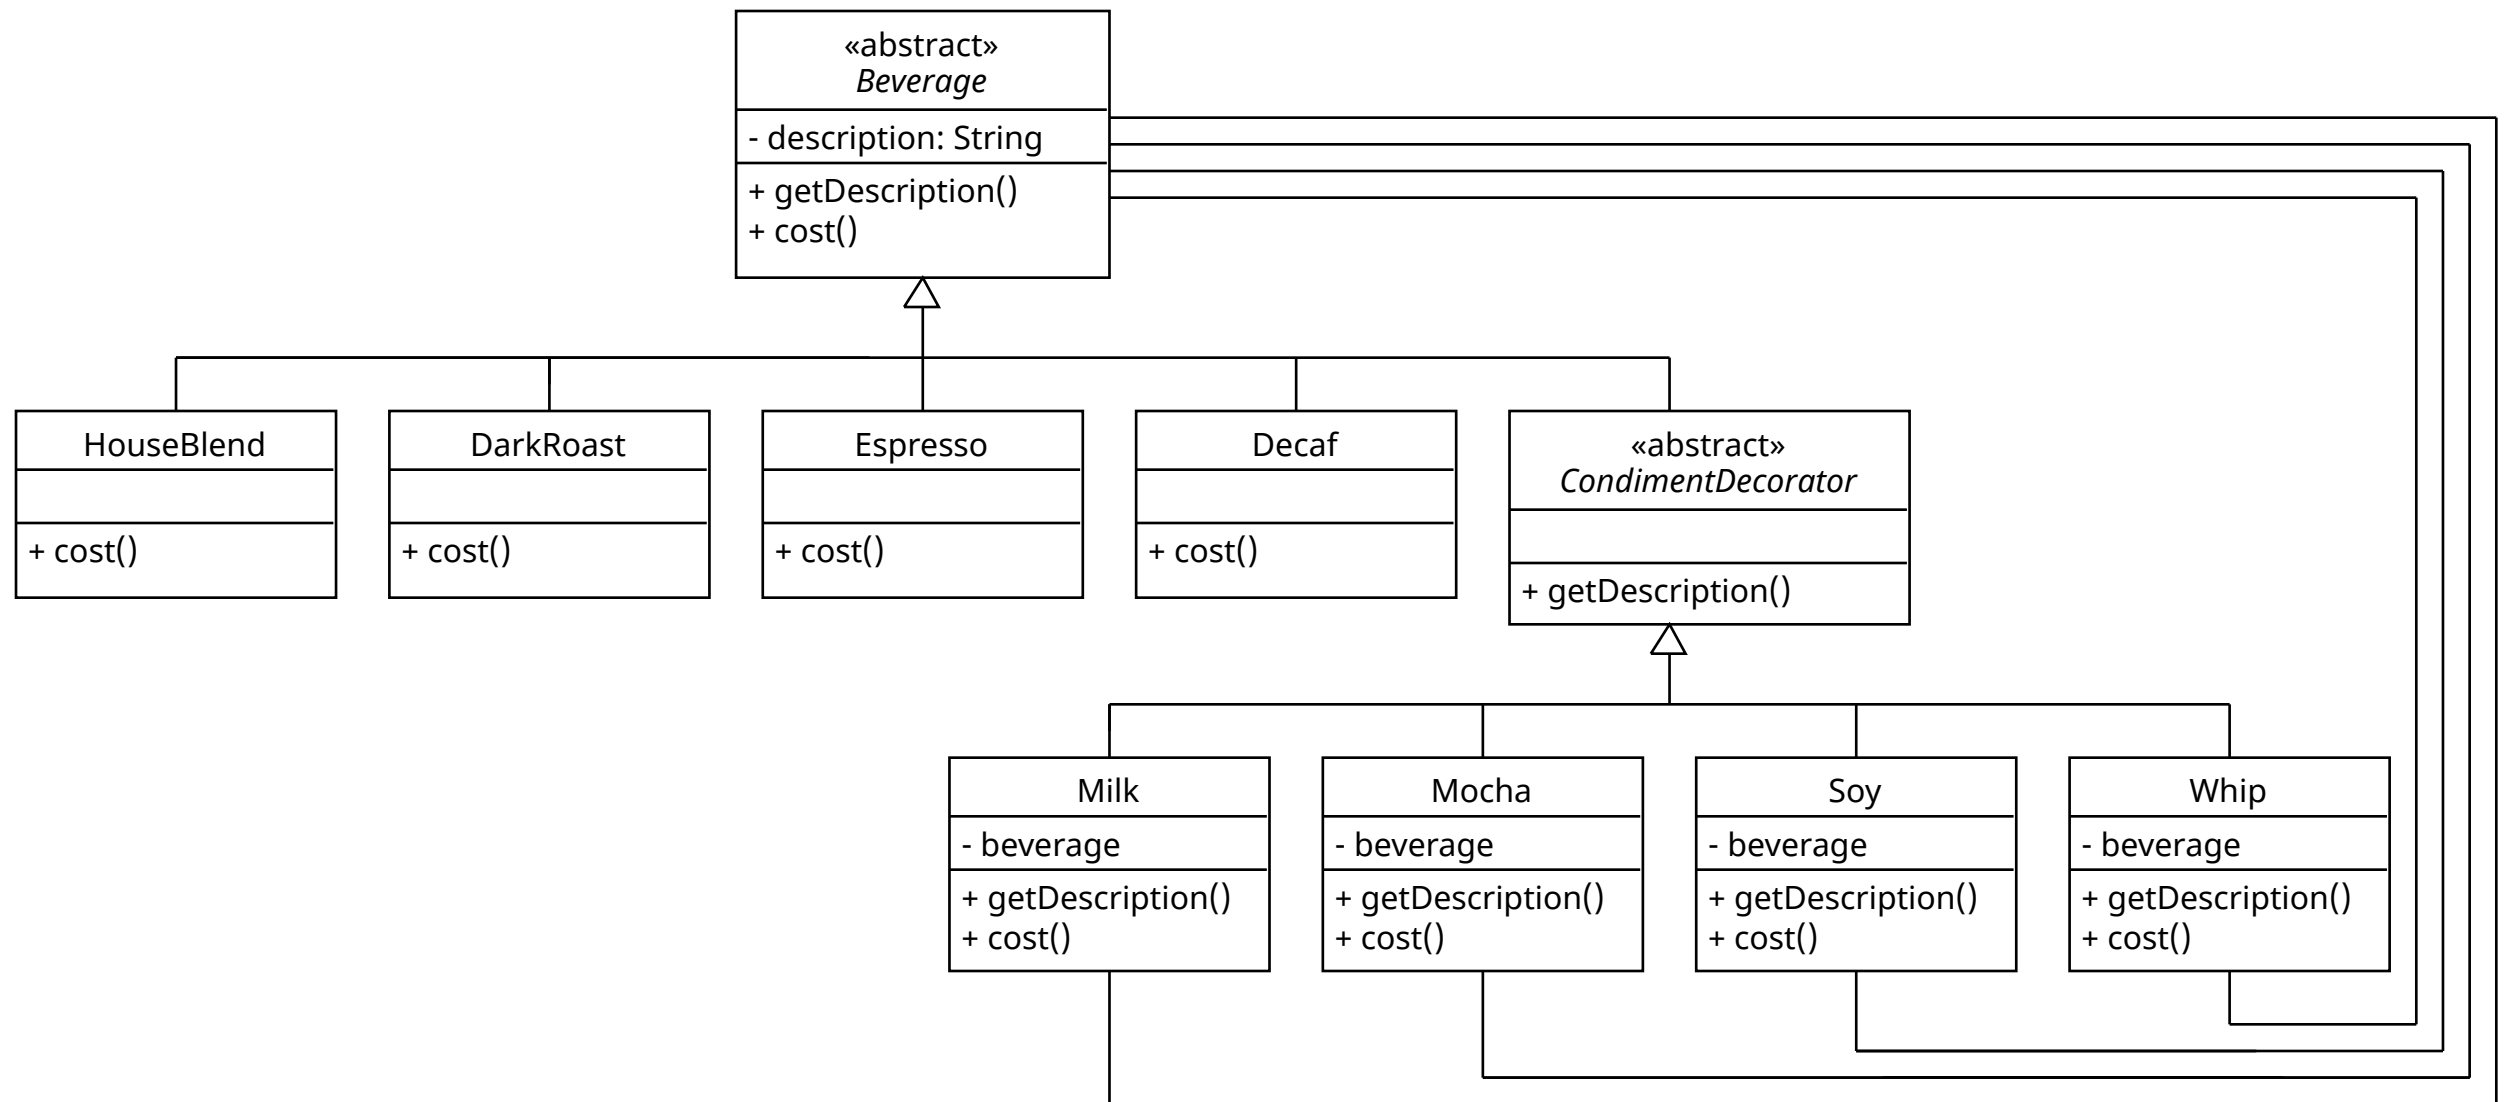 «abstract»
Beverage
- description: String
+ getDescription()
+ cost()
HouseBlend
+ cost()
DarkRoast
+ cost()
Espresso
+ cost()
Decaf
+ cost()
«abstract»
CondimentDecorator
+ getDescription()
Milk
- beverage
+ getDescription()
+ cost()
Mocha
- beverage
+ getDescription()
+ cost()
Soy
- beverage
+ getDescription()
+ cost()
Whip
- beverage
+ getDescription()
+ cost()